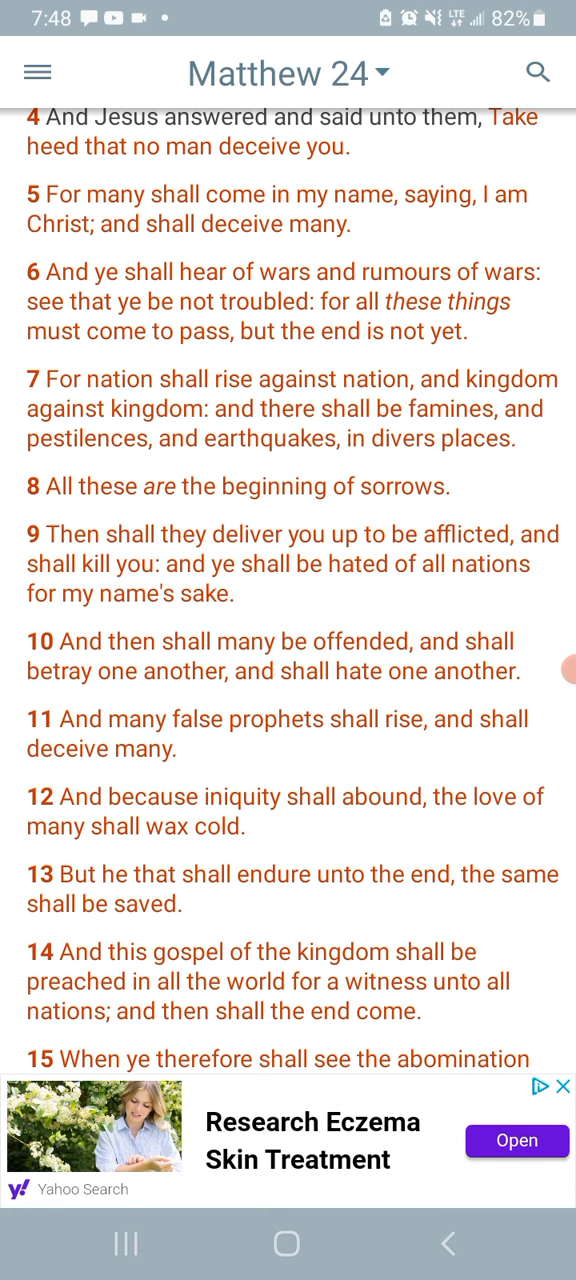 7:48 LTE 82%
Matthew 24
4 And Jesus answered and said unto them, Take
heed that no man deceive you.
5 For many shall come in my name, saying, I am
Christ; and shall deceive many.
6 And ye shall hear of wars and rumours of wars:
see that ye be not troubled: for all these things
must come to pass, but the end is not yet.
7 For nation shall rise against nation, and kingdom
against kingdom: and there shall be famines, and
pestilences, and earthquakes, in divers places.
8 All these are the beginning of sorrows.
9 Then shall they deliver you up to be afflicted, and
shall kill you: and ye shall be hated of all nations
for my name's sake.
10 And then shall many be offended, and shall
betray one another, and shall hate one another.
11 And many false prophets shall rise, and shall
deceive many.
12 And because iniquity shall abound, the love of
many shall wax cold.
13 But he that shall endure unto the end, the same
shall be saved.
14 And this gospel of the kingdom shall be
preached in all the world for a witness unto all
nations; and then shall the end come.
15 When ye therefore shall see the abomination
Research Eczema
Skin Treatment
Open
y! Yahoo Search